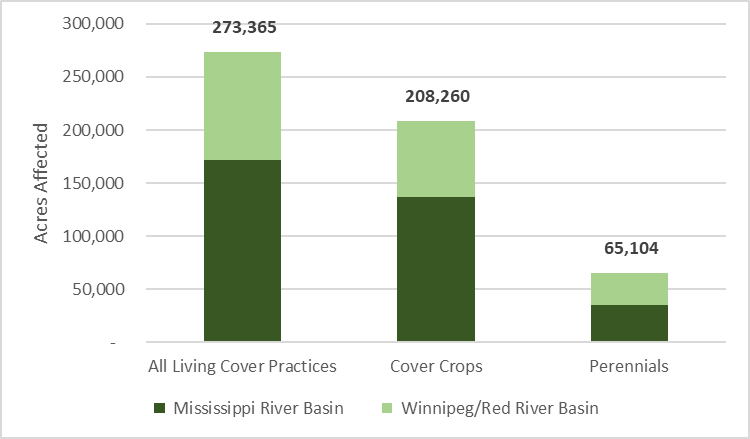 300,000
273,365
250,000
208,260
200,000
150,000
100,000
65,104
50,000
-
Acres Affected
All Living Cover Practices
Cover Crops
Perennials
Mississippi River Basin
Winnipeg/Red River Basin